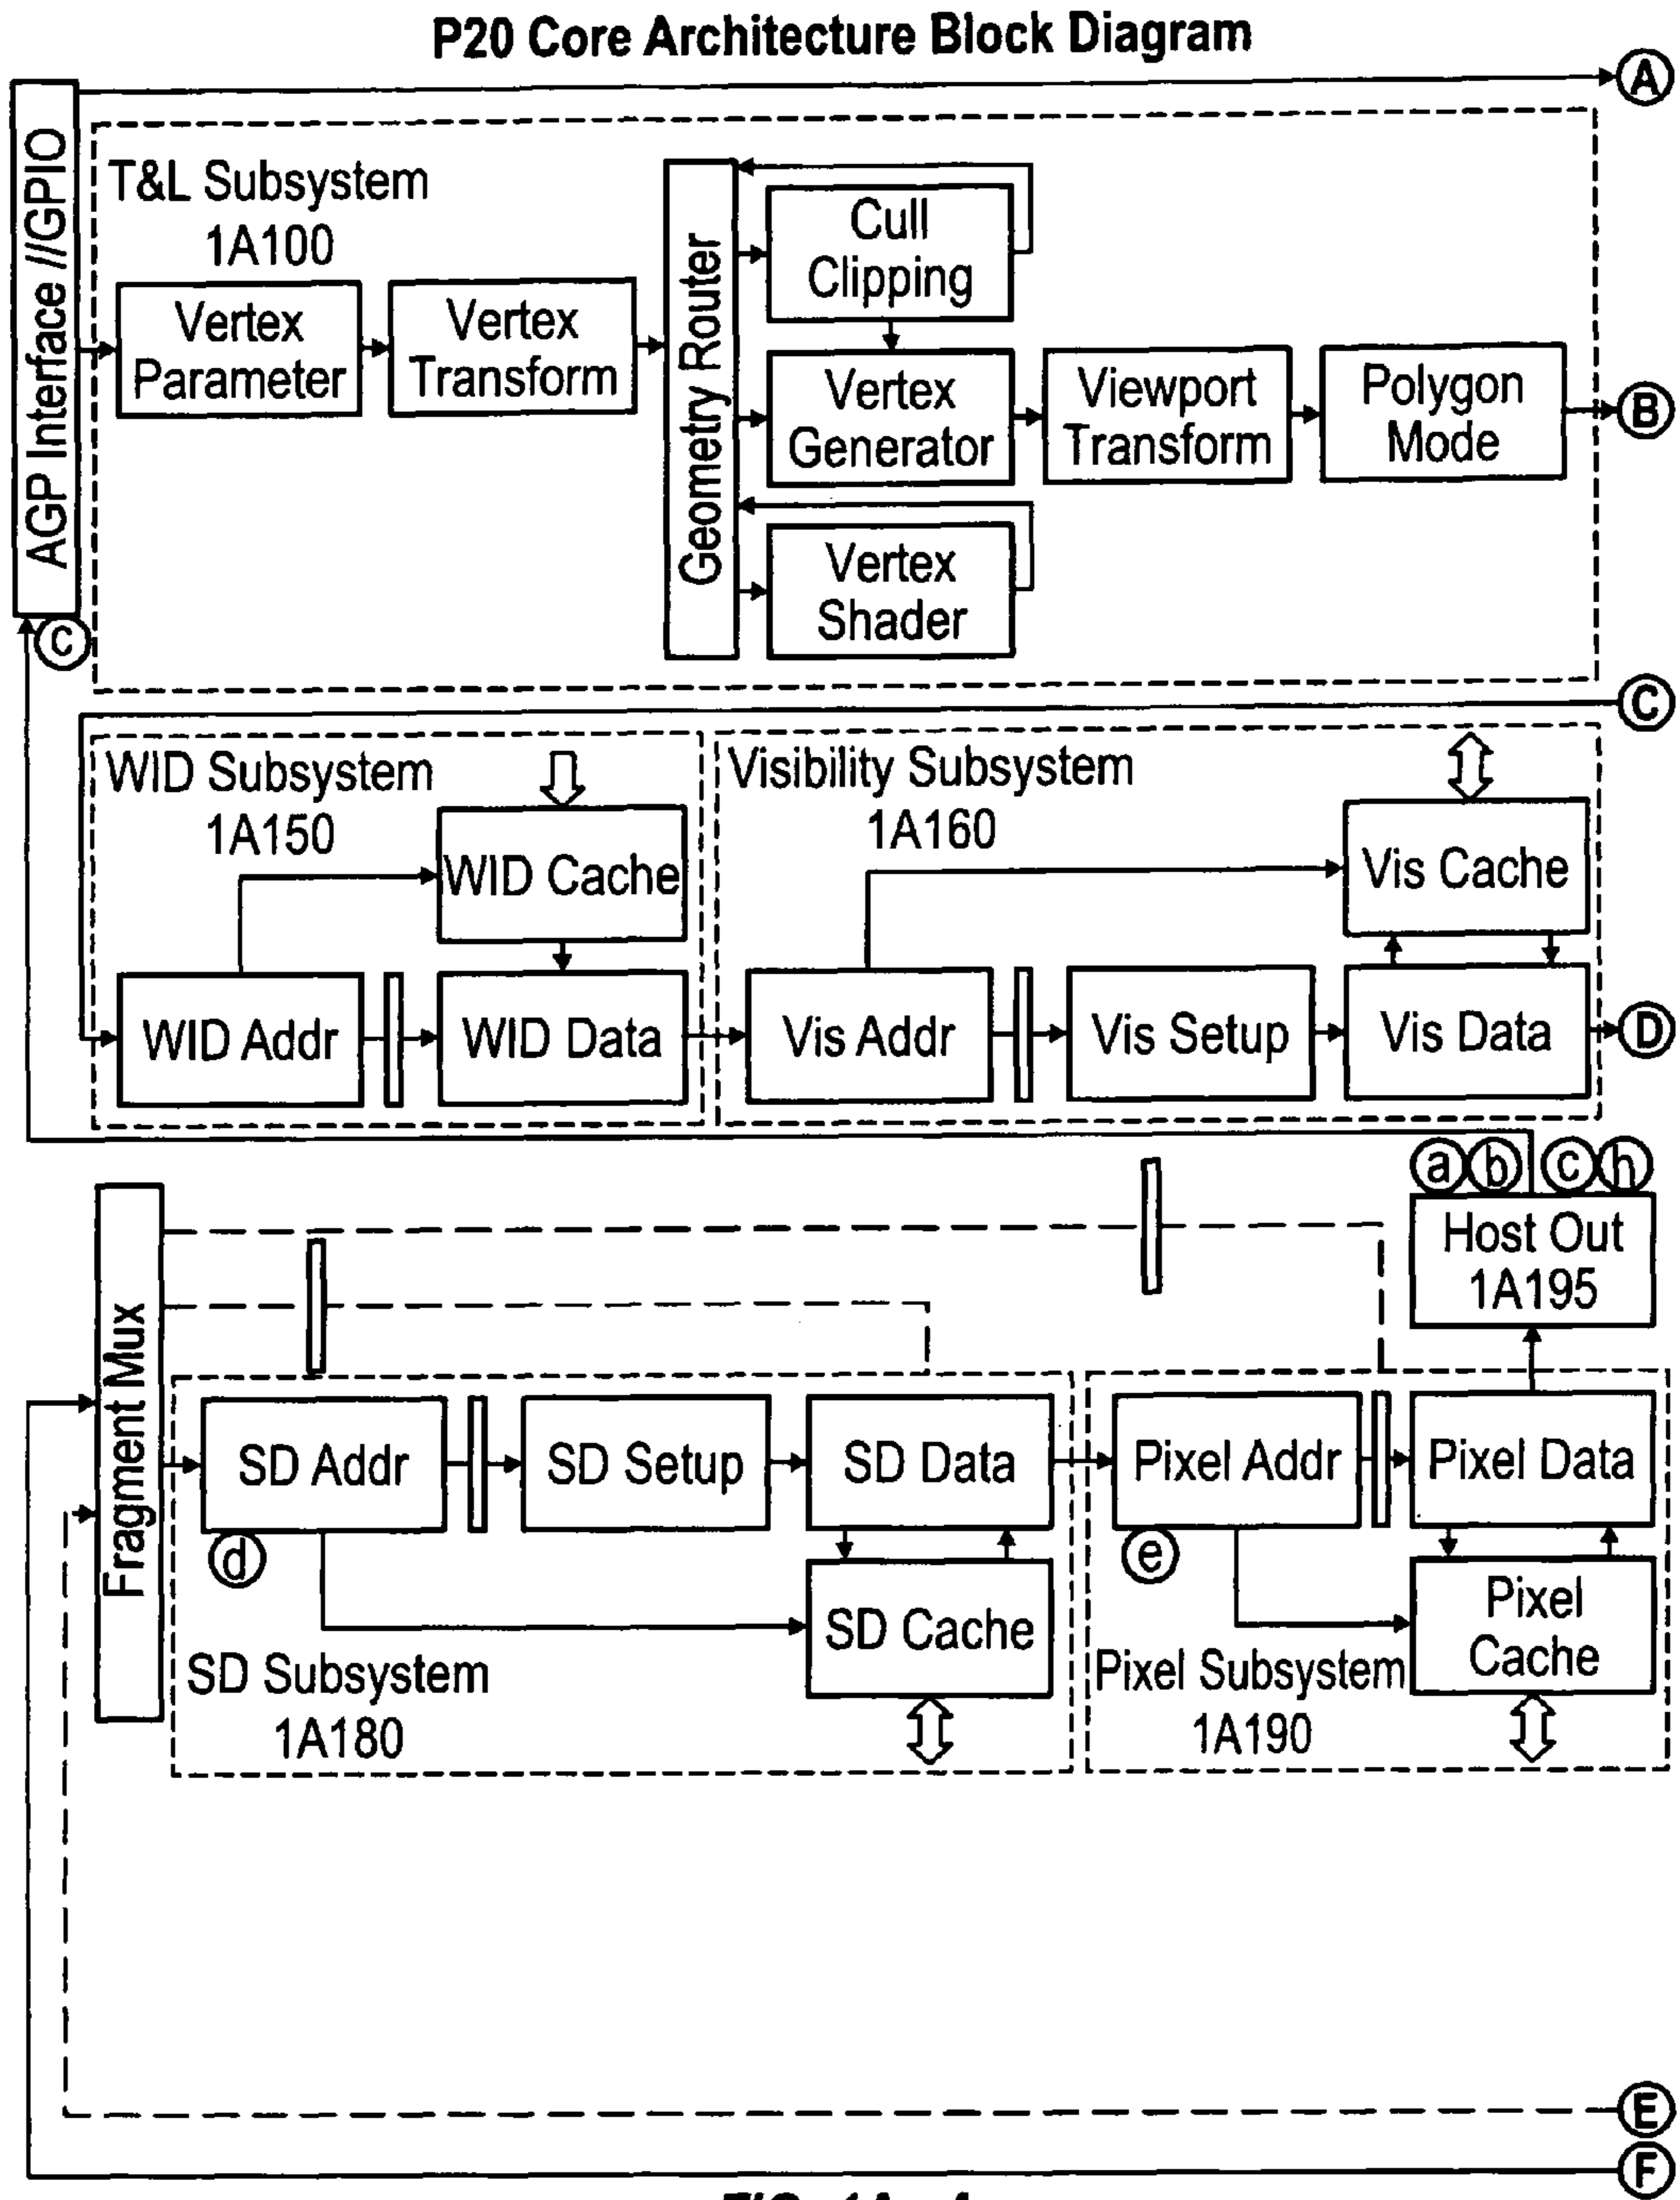 P20 Core Architecture Block Diagram
A
AGP Interface //GPIO
T&L Subsystem
1A100
Vertex
Parameter
Vertex
Transform
Geometry Router
Cull
Clipping
Vertex
Generator
Viewport
Transform
Polygon
Mode
B
Vertex
Shader
C
C
WID Subsystem
1A150
WID Cache
WID Addr
WID Data
Visibility Subsystem
1A160
Vis Cache
Vis Addr
Vis Setup
Vis Data
D
a
b
c
h
Host Out
1A195
Fragment Mux
SD Addr
SD Setup
SD Data
d
SD Cache
SD Subsystem
1A180
Pixel Addr
Pixel Data
e
Pixel
Cache
Pixel Subsystem
1A190
E
F